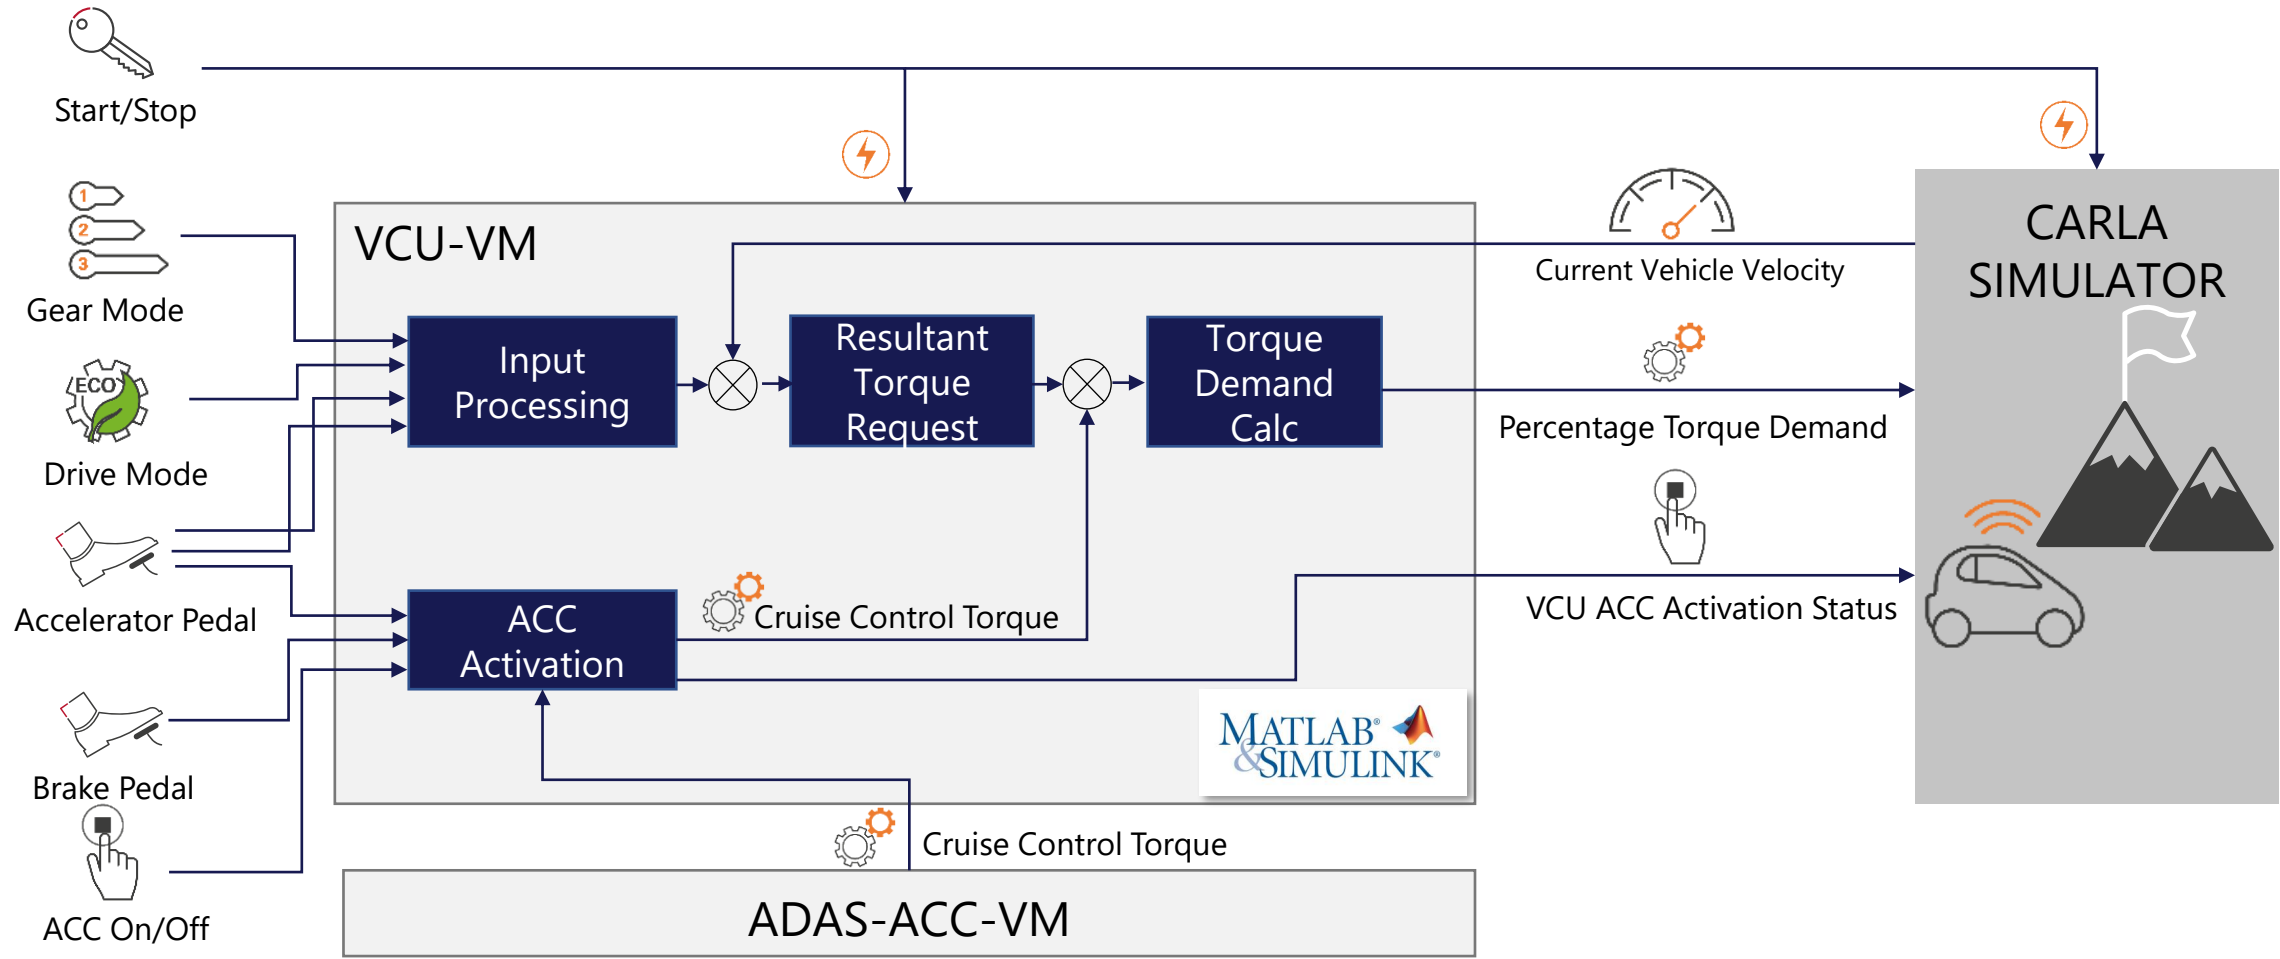 Start/Stop
1
2
3
Gear Mode
ECO
Drive Mode
Accelerator Pedal
Brake Pedal
ACC On/Off
VCU-VM
Input
Processing
Resultant
Torque
Request
Torque
Demand
Calc
ACC
Activation
Cruise Control Torque
MATLAB®
&SIMULINK®
Cruise Control Torque
ADAS-ACC-VM
Current Vehicle Velocity
Percentage Torque Demand
VCU ACC Activation Status
CARLA
SIMULATOR